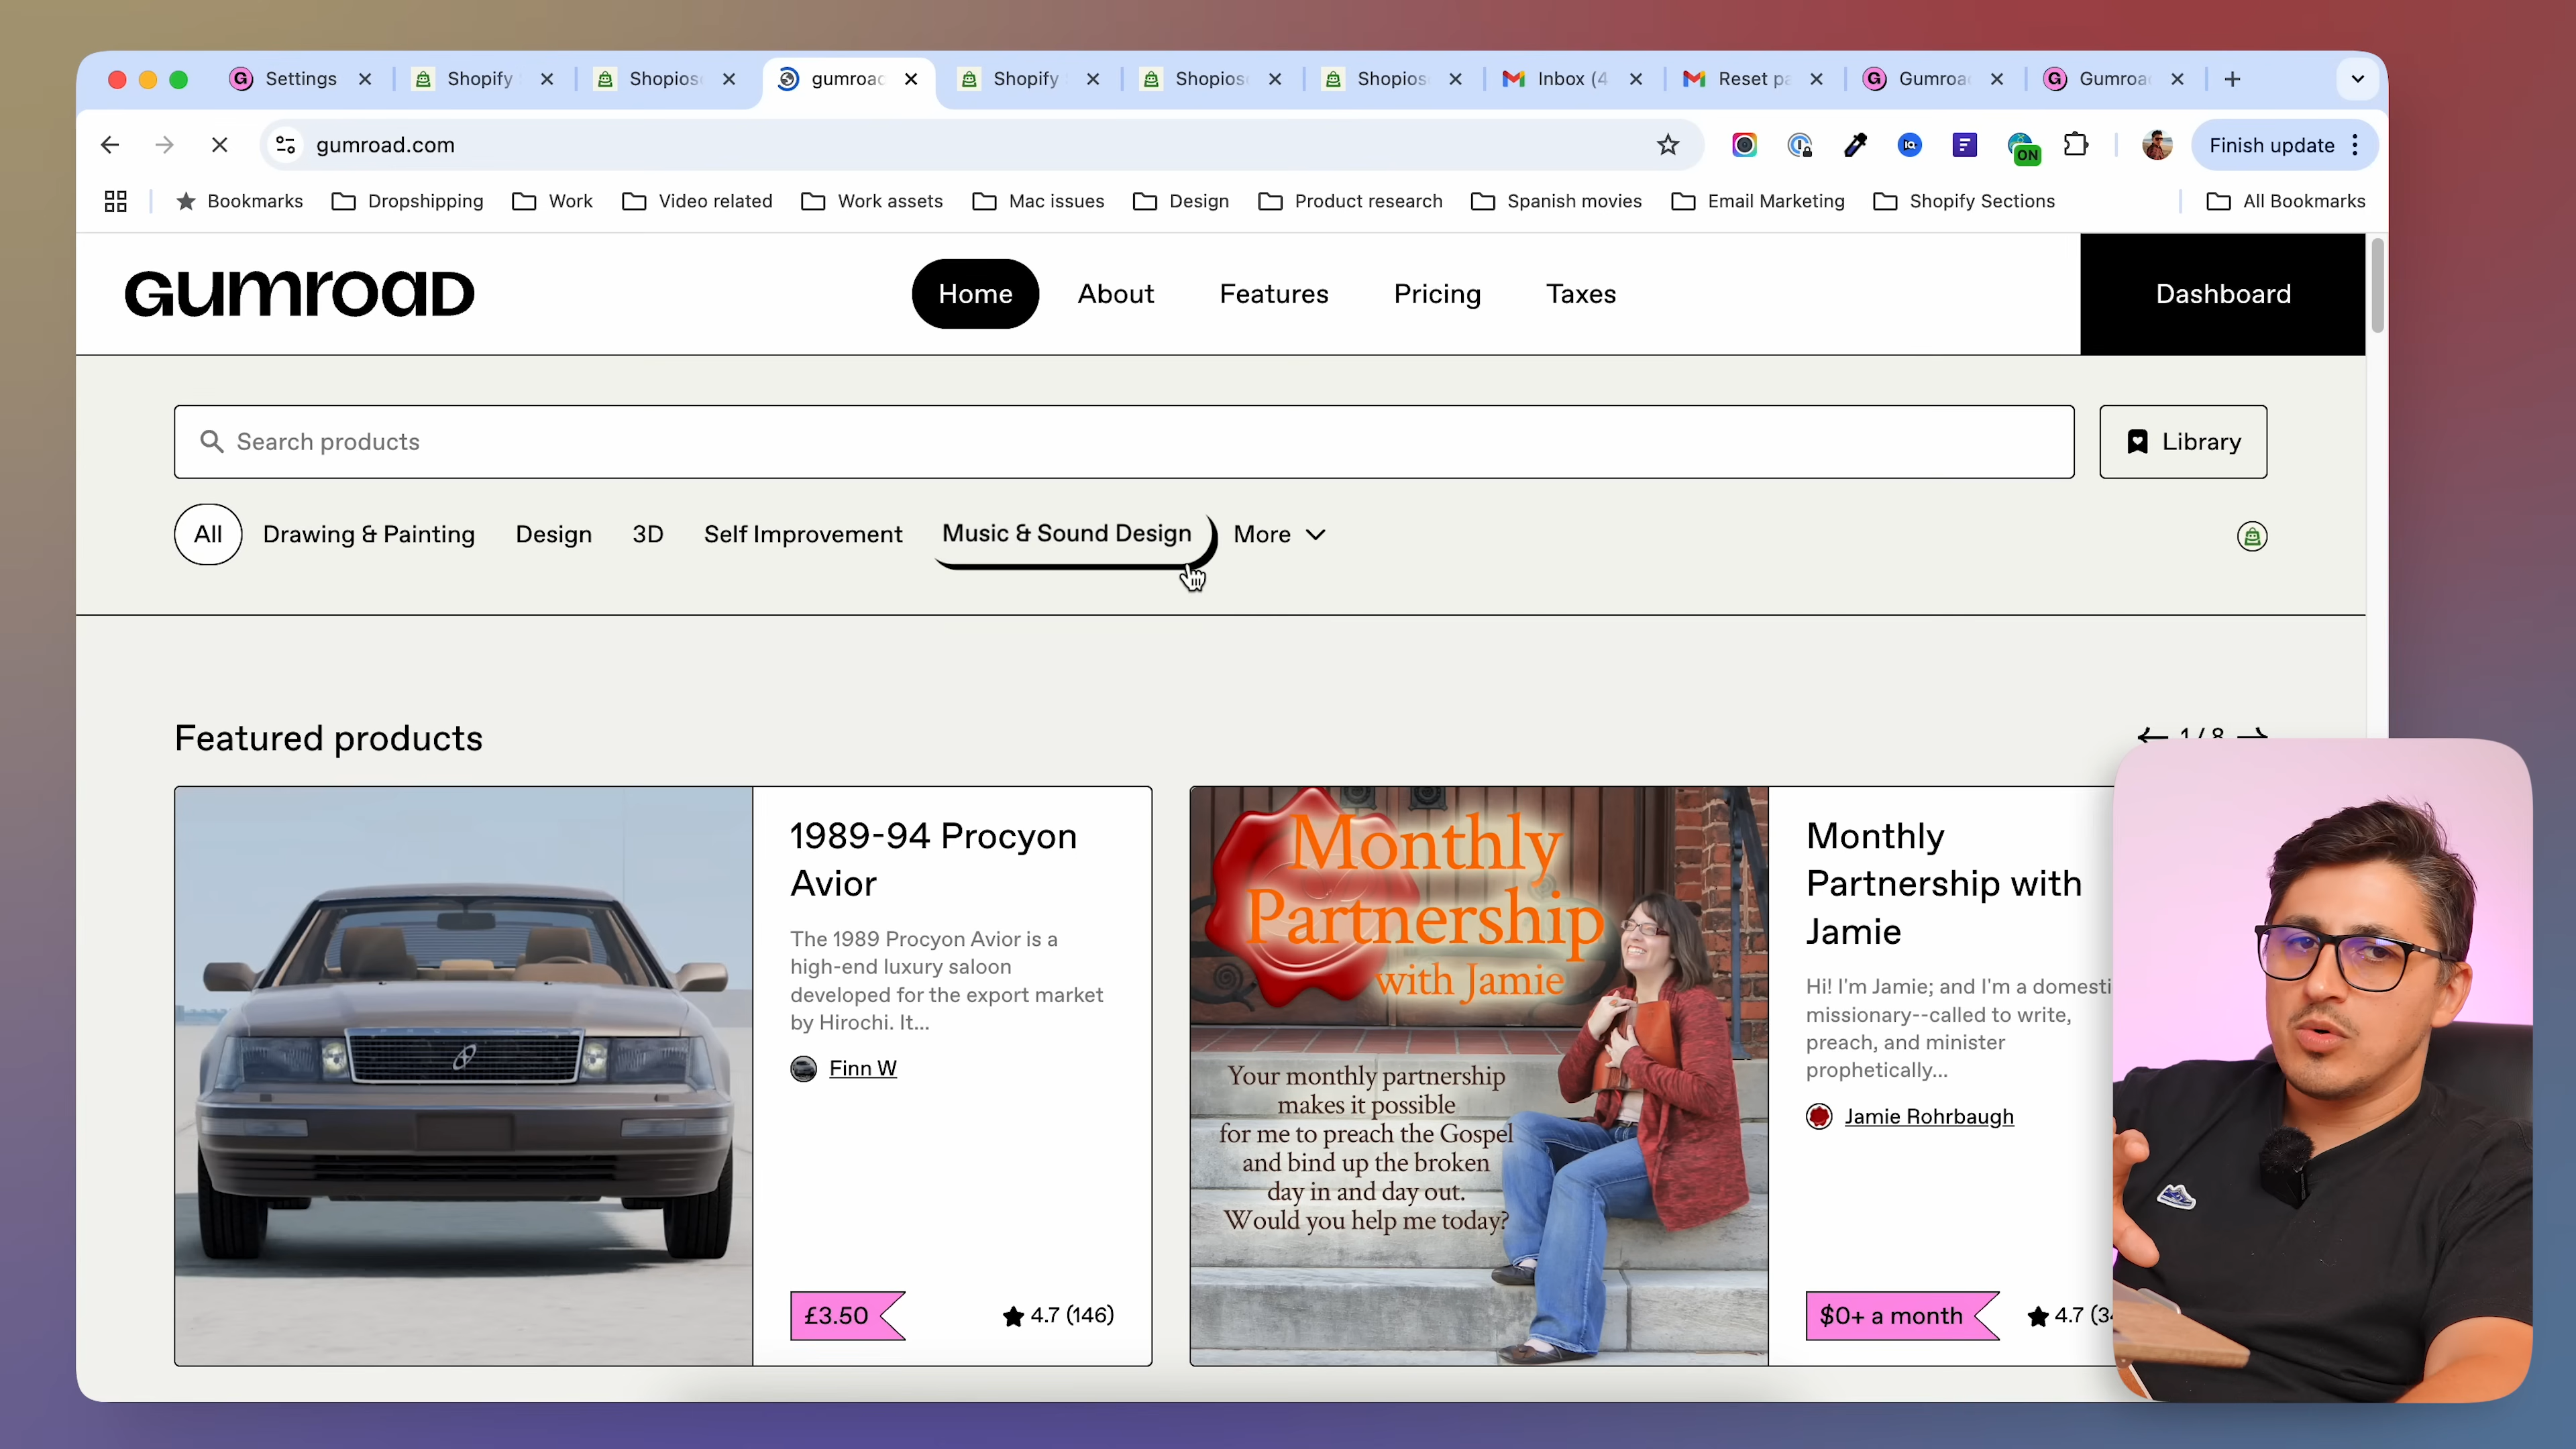 Settings
Shopify
Shopios
gumroad
Shopify
Shopios
Shopios
Inbox (4
Reset pa
Gumroa
Gumroa
gumroad.com
ON
Finish update
Bookmarks
Dropshipping
Work
Video related
Work assets
Mac issues
Design
Product research
Spanish movies
Email Marketing
Shopify Sections
All Bookmarks
GUMROAD
Home
About
Features
Pricing
Taxes
Dashboard
Search products
Library
All
Drawing & Painting
Design
3D
Self Improvement
Music & Sound Design
More
Featured products
1 / 8
1989-94 Procyon
Avior
The 1989 Procyon Avior is a
high-end luxury saloon
developed for the export market
by Hirochi. It...
Finn W
£3.50
4.7 (146)
Monthly
Partnership
with Jamie
Your monthly partnership
makes it possible
for me to preach the Gospel
and bind up the broken
day in and day out.
Would you help me today?
Monthly
Partnership with
Jamie
Hi! I'm Jamie; and I'm a domesti
missionary--called to write,
preach, and minister
prophetically...
Jamie Rohrbaugh
$0+ a month
4.7 (3